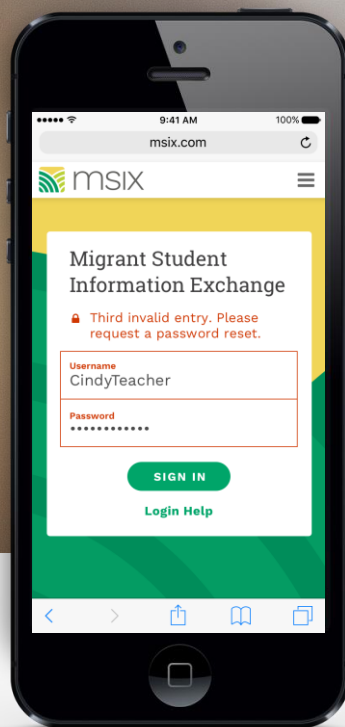 9:41 AM
100%
msix.com
msix
Migrant Student
Information Exchange
Third invalid entry. Please
request a password reset.
Username
CindyTeacher
Password
••••••••••••
SIGN IN
Login Help